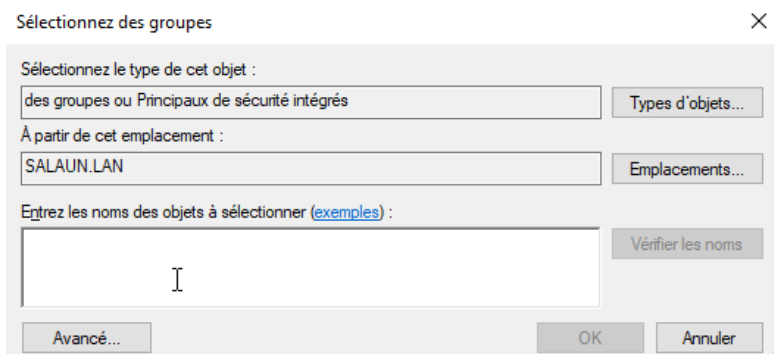 Sélectionnez des groupes
Sélectionnez le type de cet objet :
des groupes ou Principaux de sécurité intégrés
Types d'objets...
À partir de cet emplacement :
SALAUN.LAN
Emplacements...
Entrez les noms des objets à sélectionner (exemples) :
Vérifier les noms
Avancé...
OK
Annuler